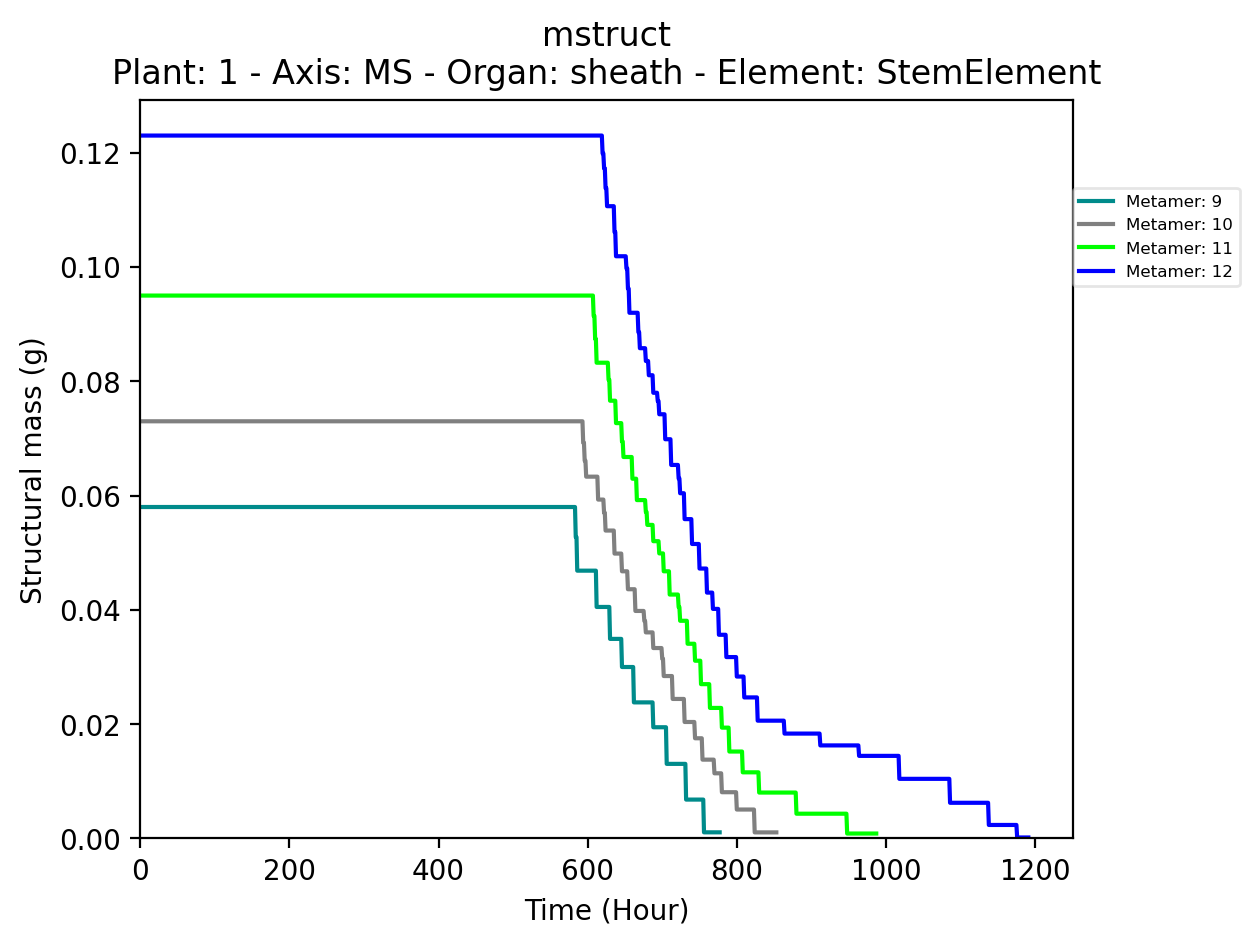 mstruct
Plant: 1 - Axis: MS - Organ: sheath - Element: StemElement
0.12
0.10
0.08
0.06
0.04
0.02
0.00
Structural mass (g)
0
200
400
600
800
1000
1200
Time (Hour)
Metamer: 9
Metamer: 10
Metamer: 11
Metamer: 12